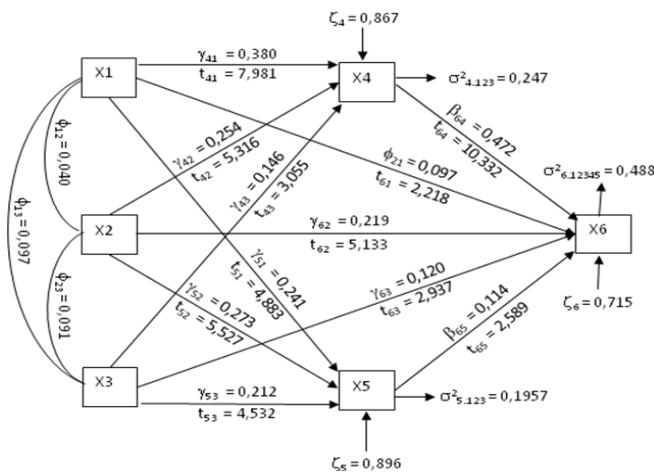 ζ4 = 0,867
X1
γ41 = 0,380
t41 = 7,981
X4
σ²4.123 = 0,247
ϕ12 = 0,040
ϕ13 = 0,097
γ42 = 0,254
t42 = 5,316
γ43 = 0,146
t43 = 3,055
ϕ21 = 0,097
t61 = 2,218
β64 = 0,472
t64 = 10,332
σ²6.12345 = 0,488
X2
γ62 = 0,219
t62 = 5,133
X6
γ51 = 0,241
t51 = 4,883
γ52 = 0,273
t52 = 5,527
γ63 = 0,120
t63 = 2,937
β65 = 0,114
t65 = 2,589
ζ6 = 0,715
ϕ23 = 0,091
X3
γ53 = 0,212
t53 = 4,532
X5
σ²5.123 = 0,1957
ζ5 = 0,896